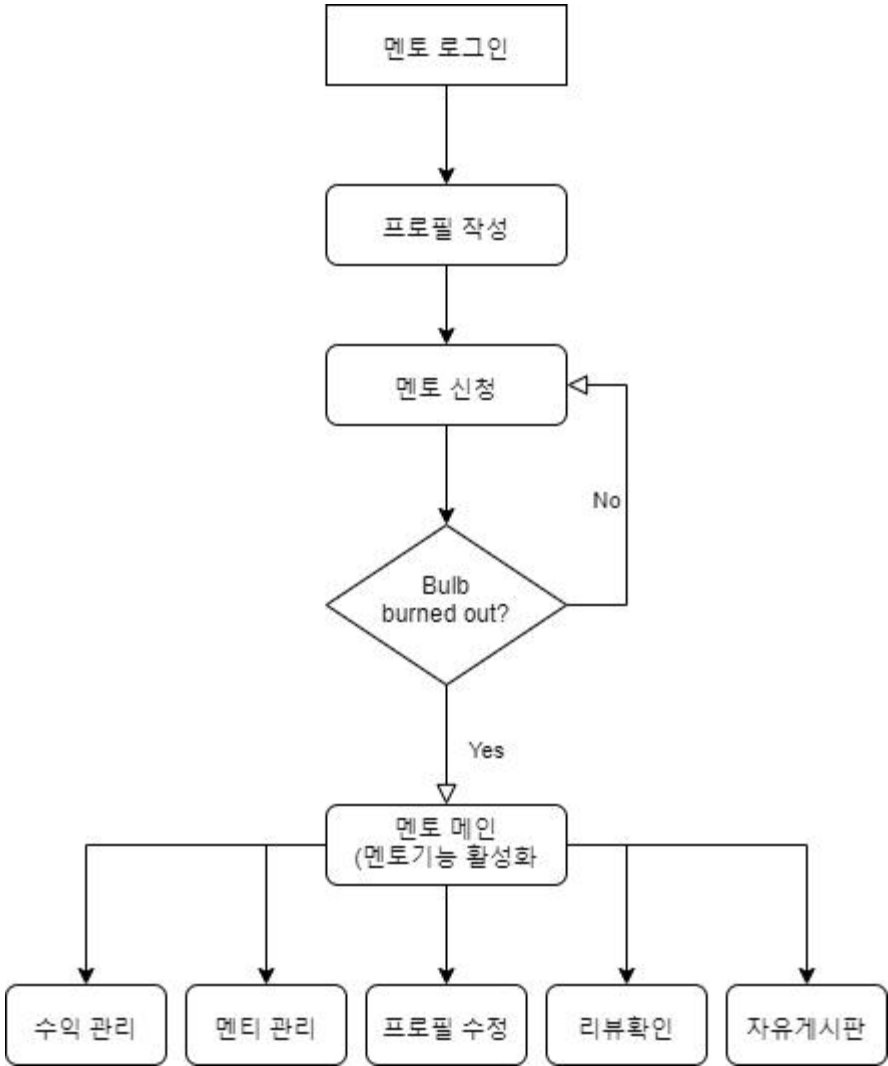 멘토 로그인
프로필 작성
멘토 신청
No
Bulb
burned out?
Yes
멘토 메인
(멘토기능 활성화
수익 관리
멘티 관리
프로필 수정
리뷰확인
자유게시판